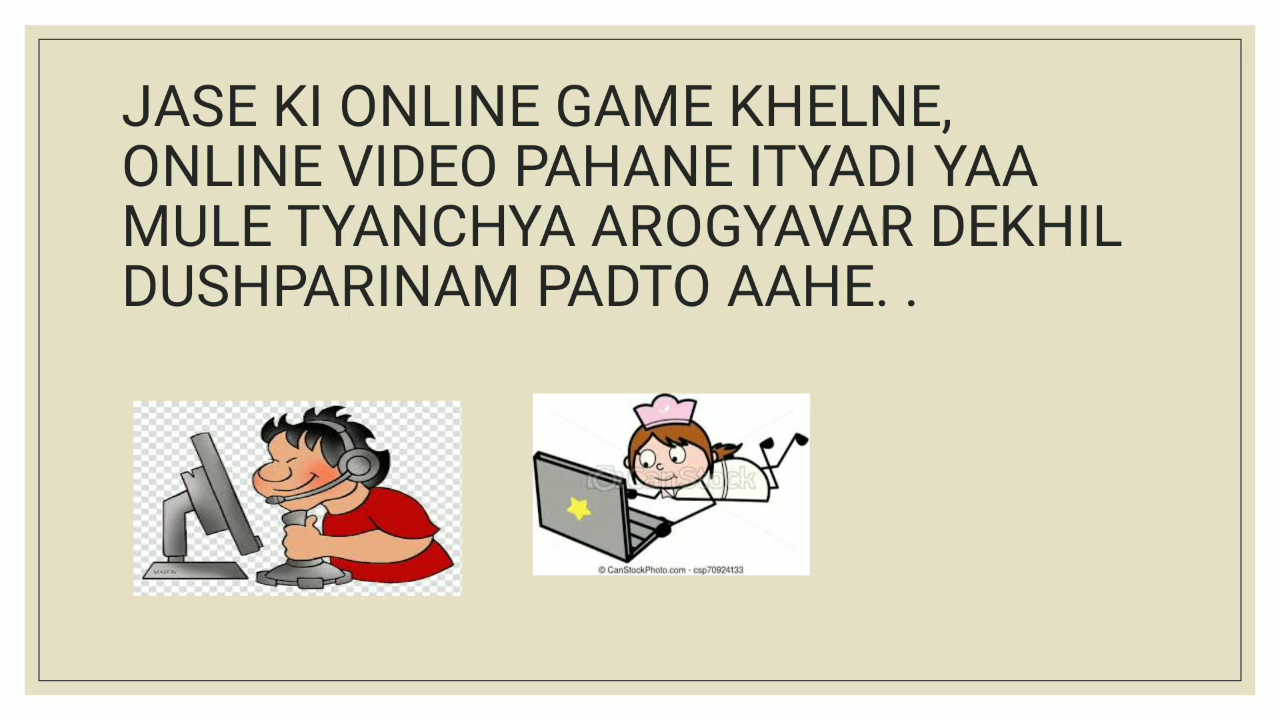 JASE KI ONLINE GAME KHELNE,
ONLINE VIDEO PAHANE ITYADI YAA
MULE TYANCHYA AROGYAVAR DEKHIL
DUSHPARINAM PADTO AAHE. .
CanStock
© CanStockPhoto.com - csp70924133